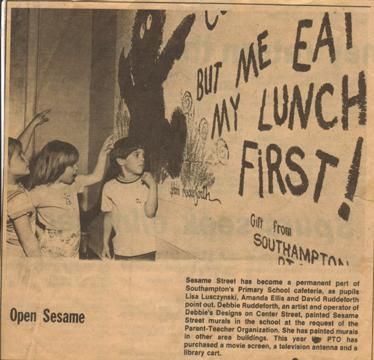 BUT ME EAT
MY LUNCH
FIRST!
Gift from
SOUTHAMPTON
Open Sesame
Sesame Street has become a permanent part of
Southampton's Primary School cafeteria, as pupils
Lisa Lusczynski, Amanda Ellis and David Ruddeforth
point out. Debbie Ruddeforth, an artist and operator of
Debbie's Designs on Center Street, painted Sesame
Street murals in the school at the request of the
Parent-Teacher Organization. She has painted murals
in other area buildings. This year PTO has
purchased a movie screen, a television antenna and a
library cart.